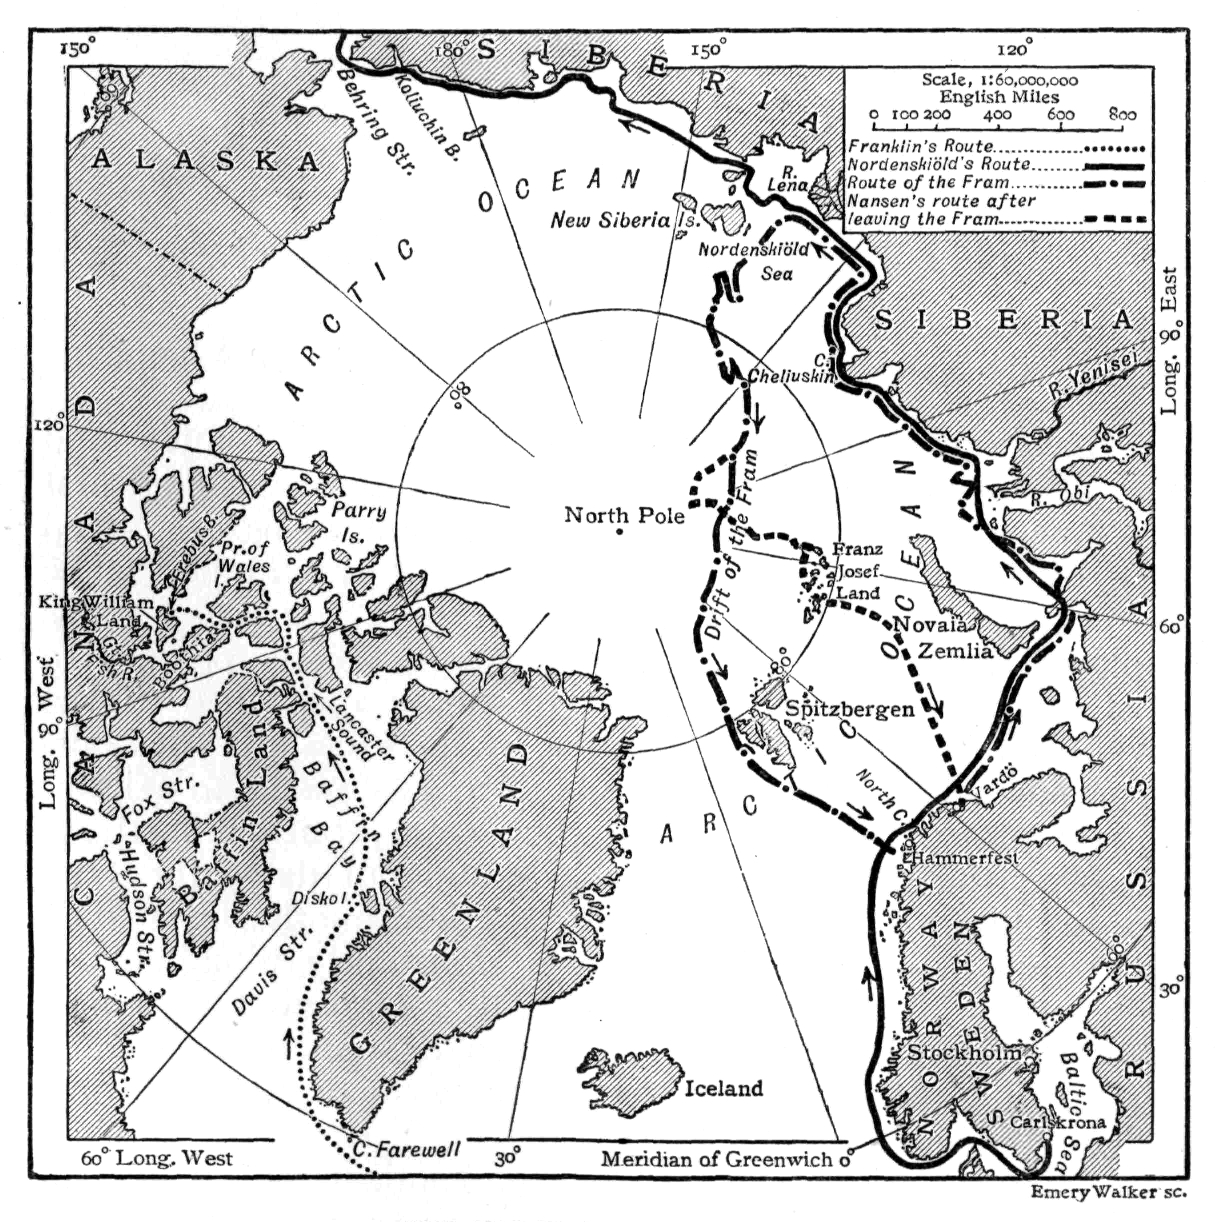 150°
180°
150°
120°
SIBERIA
Scale, 1:60,000,000
English Miles
0 100 200 400 600 800
Franklin's Route
Nordenskiöld's Route
Route of the Fram
Nansen's route after
leaving the Fram
Behring Str.
Koliuchin B.
ALASKA
ARCTIC OCEAN
R.
Lena
New Siberia Is.
Nordenskiöld
Sea
SIBERIA
Long. 90° East
C.
Cheliuskin
R. Yenisei
80°
120°
CANADA
R. Obi
Parry
Is.
North Pole
Drift of the Fram
Erebus B.
Pr. of
Wales
I.
Franz
Josef
Land
King William
Land
Novaia
Zemlia
60°
80°
Spitzbergen
ARC OCEAN
Long. 90° West
Lancaster
Sound
Baffin Bay
Baffin Land
Fox Str.
Hudson Str.
North C.
Vardö
Hammerfest
Disko I.
Davis Str.
GREENLAND
NORWAY
SWEDEN
RUSSIA
60°
30°
Stockholm
Baltic Sea
Iceland
Carlskrona
C. Farewell
60° Long. West
30°
Meridian of Greenwich 0°
Emery Walker sc.